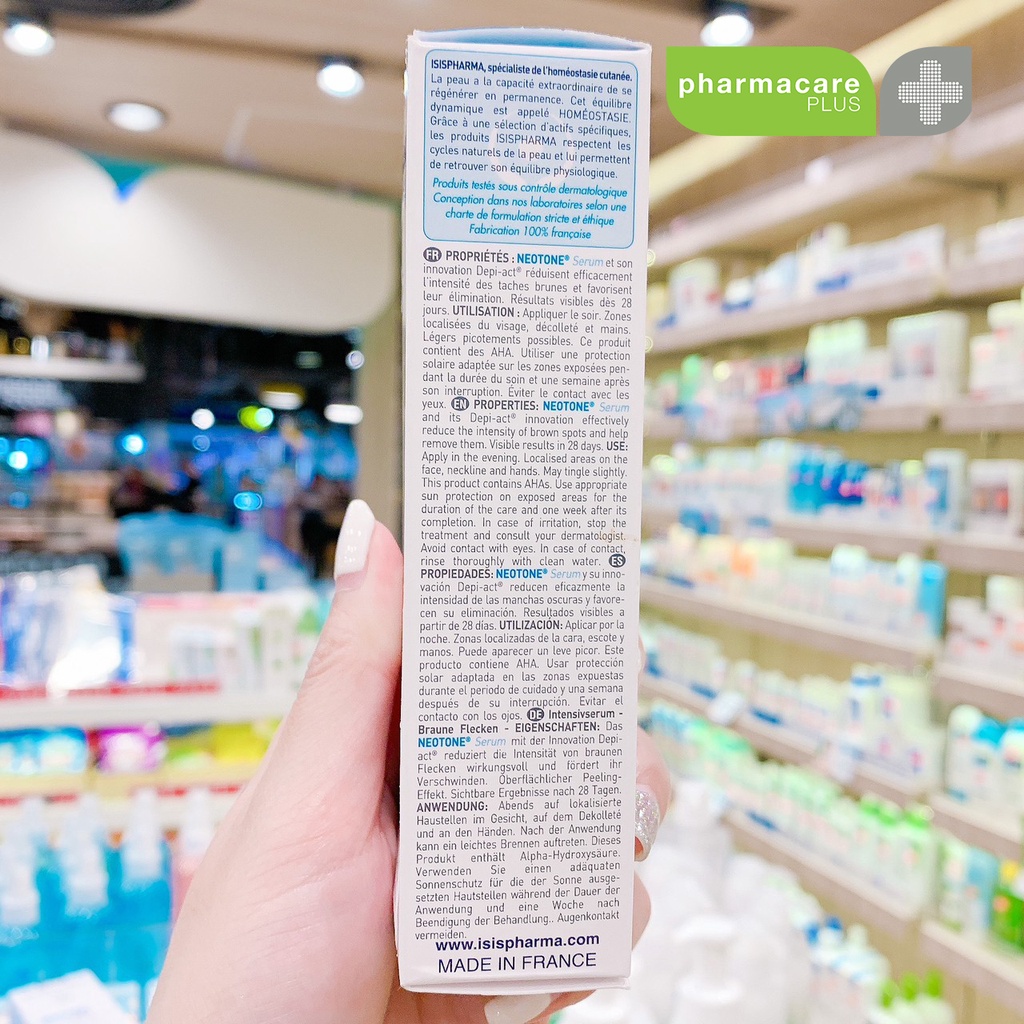 pharmacare
PLUS
ISISPHARMA, spécialiste de l'homéostasie cutanée.
La peau a la capacité extraordinaire de se
régénérer en permanence. Cet équilibre
dynamique est appelé HOMÉOSTASIE.
Grâce à une sélection d'actifs spécifiques,
les produits ISISPHARMA respectent les
cycles naturels de la peau et lui permettent
de retrouver son équilibre physiologique.
Produits testés sous contrôle dermatologique
Conception dans nos laboratoires selon une
charte de formulation stricte et éthique
Fabrication 100% française
FR PROPRIÉTÉS : NEOTONE® Serum et son
innovation Depi-act® réduisent efficacement
l'intensité des taches brunes et favorisent
leur élimination. Résultats visibles dès 28
jours. UTILISATION : Appliquer le soir. Zones
localisées du visage, décolleté et mains.
Légers picotements possibles. Ce produit
contient des AHA. Utiliser une protection
solaire adaptée sur les zones exposées pen-
dant la durée du soin et une semaine après
son interruption. Éviter le contact avec les
yeux. EN PROPERTIES: NEOTONE® Serum
and its Depi-act® innovation effectively
reduce the intensity of brown spots and help
remove them. Visible results in 28 days. USE:
Apply in the evening. Localised areas on the
face, neckline and hands. May tingle slightly.
This product contains AHAs. Use appropriate
sun protection on exposed areas for the
duration of the care and one week after its
completion. In case of irritation, stop the
treatment and consult your dermatologist.
Avoid contact with eyes. In case of contact,
rinse thoroughly with clean water. ES
PROPIEDADES: NEOTONE® Serum y su inno-
vación Depi-act® reducen eficazmente la
intensidad de las manchas oscuras y favore-
cen su eliminación. Resultados visibles a
partir de 28 días. UTILIZACIÓN: Aplicar por la
noche. Zonas localizadas de la cara, escote y
manos. Puede aparecer un leve picor. Este
producto contiene AHA. Usar protección
solar adaptada en las zonas expuestas
durante el periodo de cuidado y una semana
después de su interrupción. Evitar el
contacto con los ojos. DE Intensivserum -
Braune Flecken - EIGENSCHAFTEN: Das
NEOTONE® Serum mit der Innovation Depi-
act® reduziert die Intensität von braunen
Flecken wirkungsvoll und fördert ihr
Verschwinden. Oberflächlicher Peeling-
Effekt. Sichtbare Ergebnisse nach 28 Tagen.
ANWENDUNG: Abends auf lokalisierte
Hautstellen im Gesicht, auf dem Dekolleté
und an den Händen. Nach der Anwendung
kann ein leichtes Brennen auftreten. Dieses
Produkt enthält Alpha-Hydroxysäure.
Verwenden Sie einen adäquaten
Sonnenschutz für die der Sonne ausge-
setzten Hautstellen während der Dauer der
Anwendung und eine Woche nach
Beendigung der Behandlung.. Augenkontakt
vermeiden.
www.isispharma.com
MADE IN FRANCE